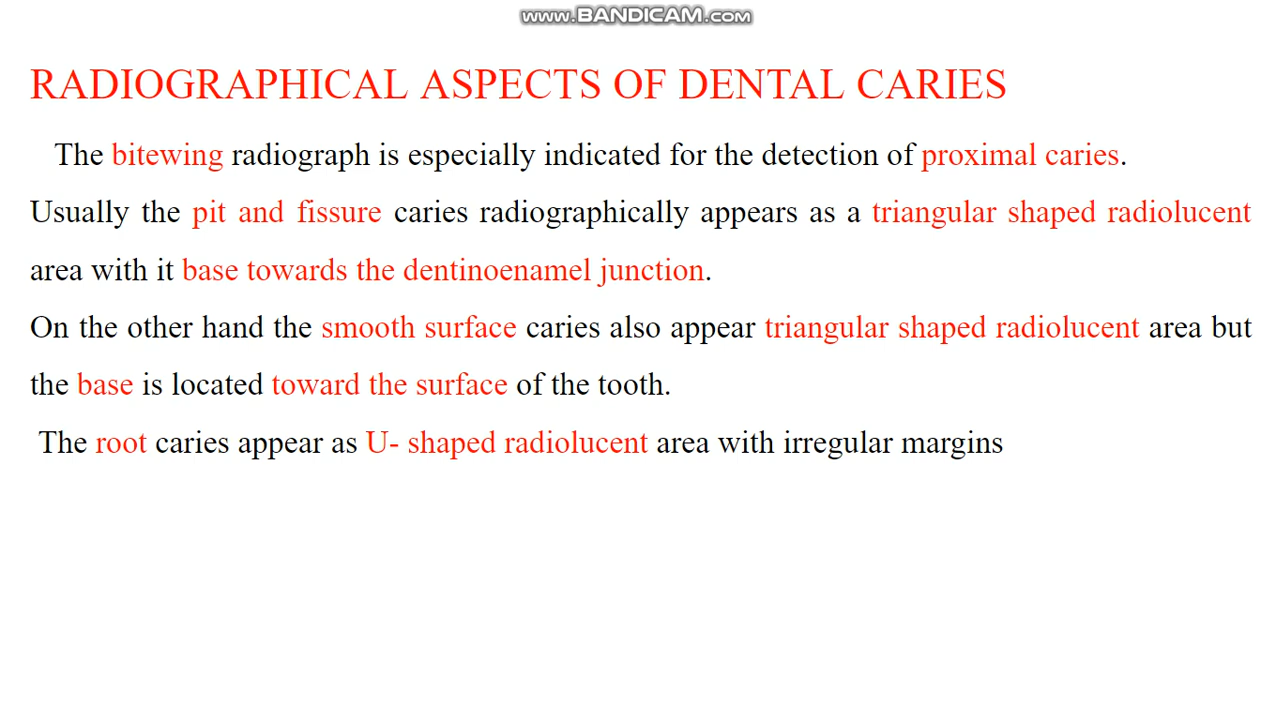 www.BANDICAM.com
RADIOGRAPHICAL ASPECTS OF DENTAL CARIES
The bitewing radiograph is especially indicated for the detection of proximal caries.
Usually the pit and fissure caries radiographically appears as a triangular shaped radiolucent
area with it base towards the dentinoenamel junction.
On the other hand the smooth surface caries also appear triangular shaped radiolucent area but
the base is located toward the surface of the tooth.
The root caries appear as U- shaped radiolucent area with irregular margins